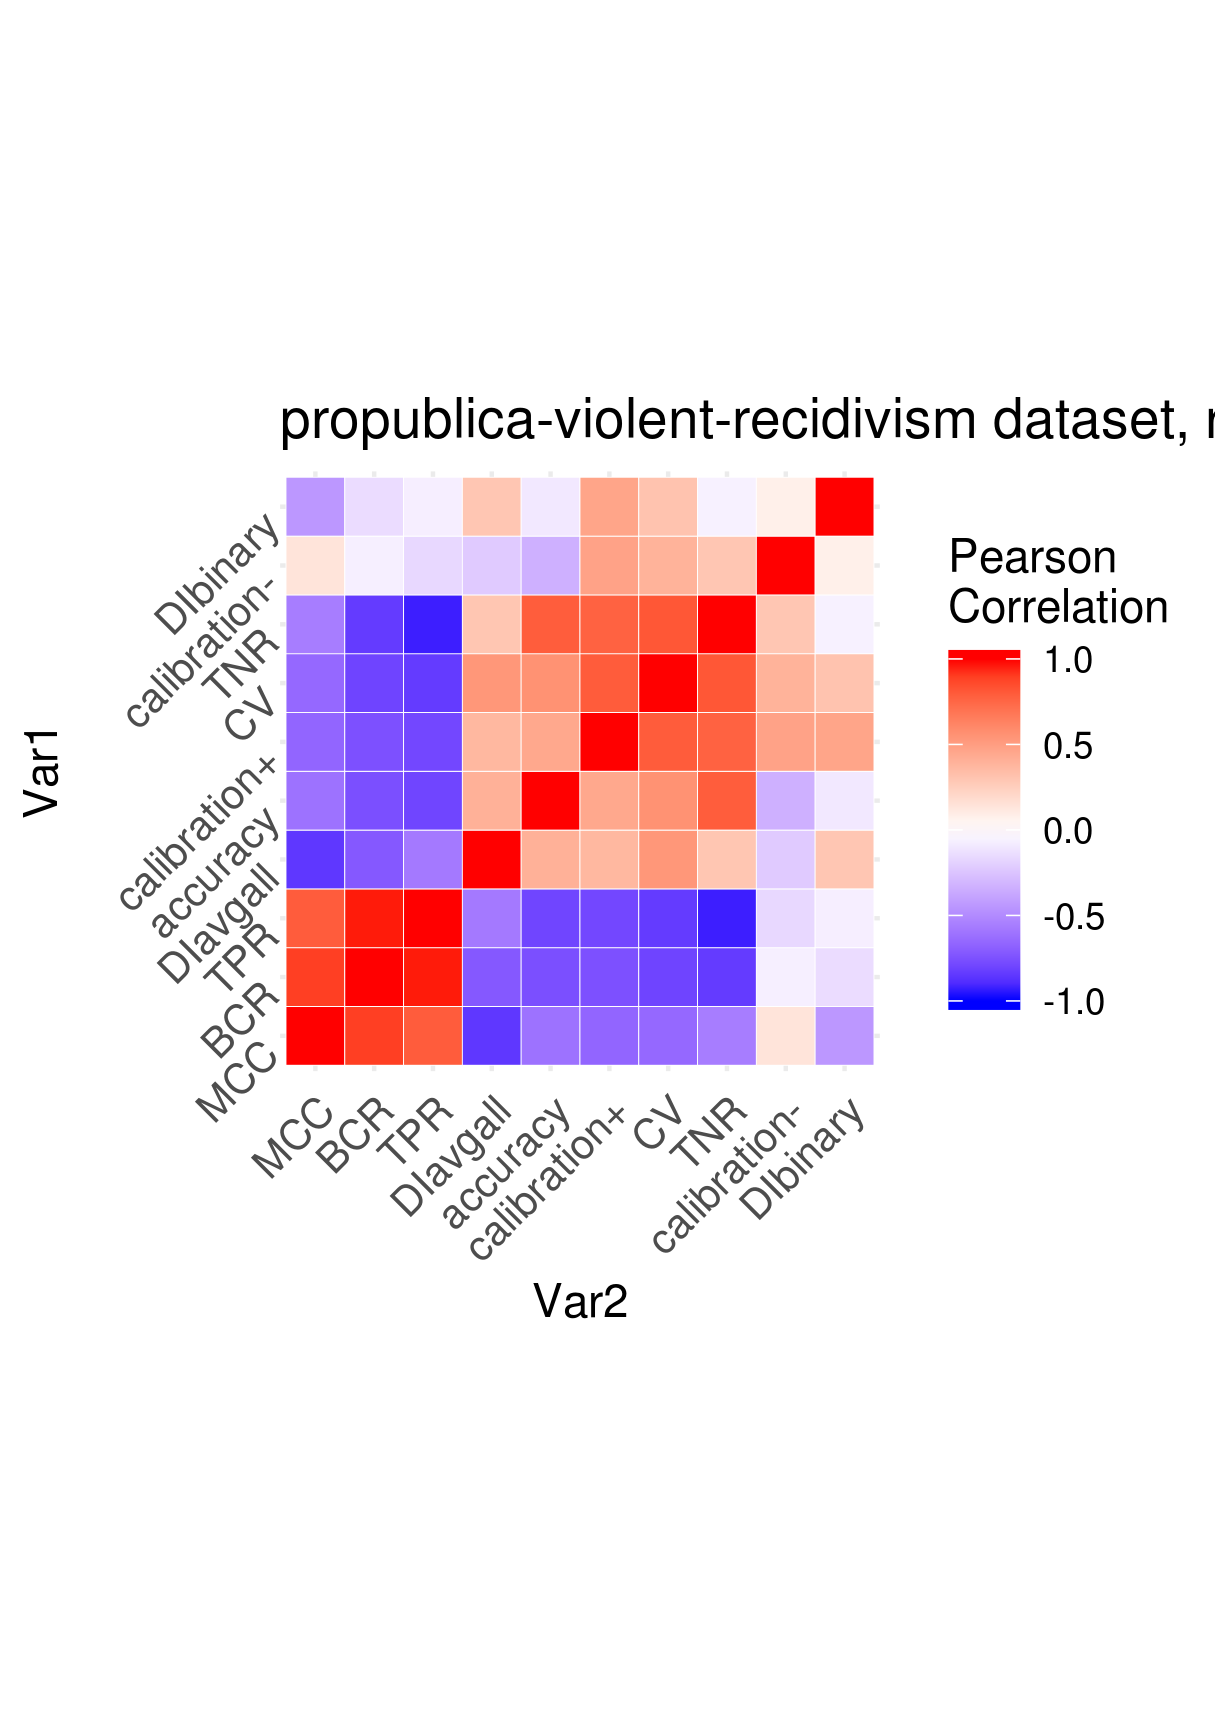 propublica-violent-recidivism dataset,
DIbinary
calibration-
TNR
CV
calibration+
accuracy
DIavgall
TPR
BCR
MCC
Var1
MCC
BCR
TPR
DIavgall
accuracy
calibration+
CV
TNR
calibration-
DIbinary
Var2
Pearson
Correlation
1.0
0.5
0.0
-0.5
-1.0